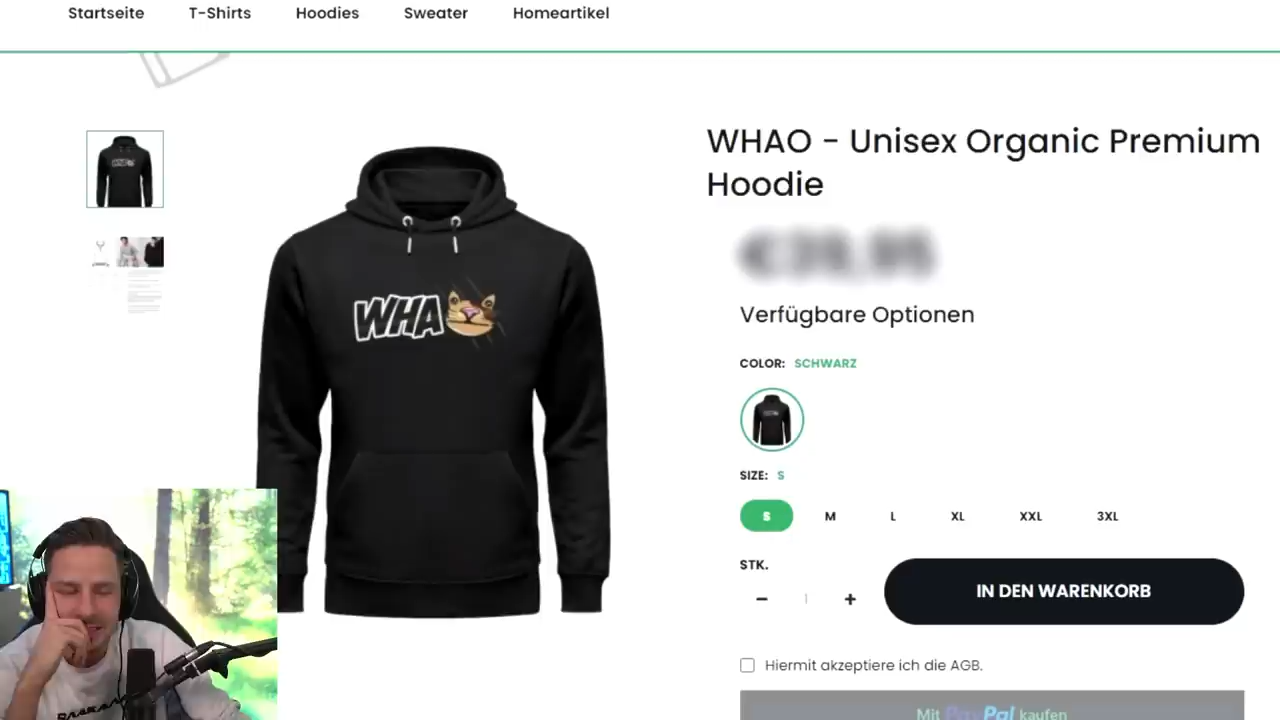 Startseite
T-Shirts
Hoodies
Sweater
Homeartikel
WHAO - Unisex Organic Premium
Hoodie
Verfügbare Optionen
COLOR: SCHWARZ
SIZE: S
S
M
L
XL
XXL
3XL
STK.
− 1 +
IN DEN WARENKORB
Hiermit akzeptiere ich die AGB.
Mit PayPal kaufen
WHA